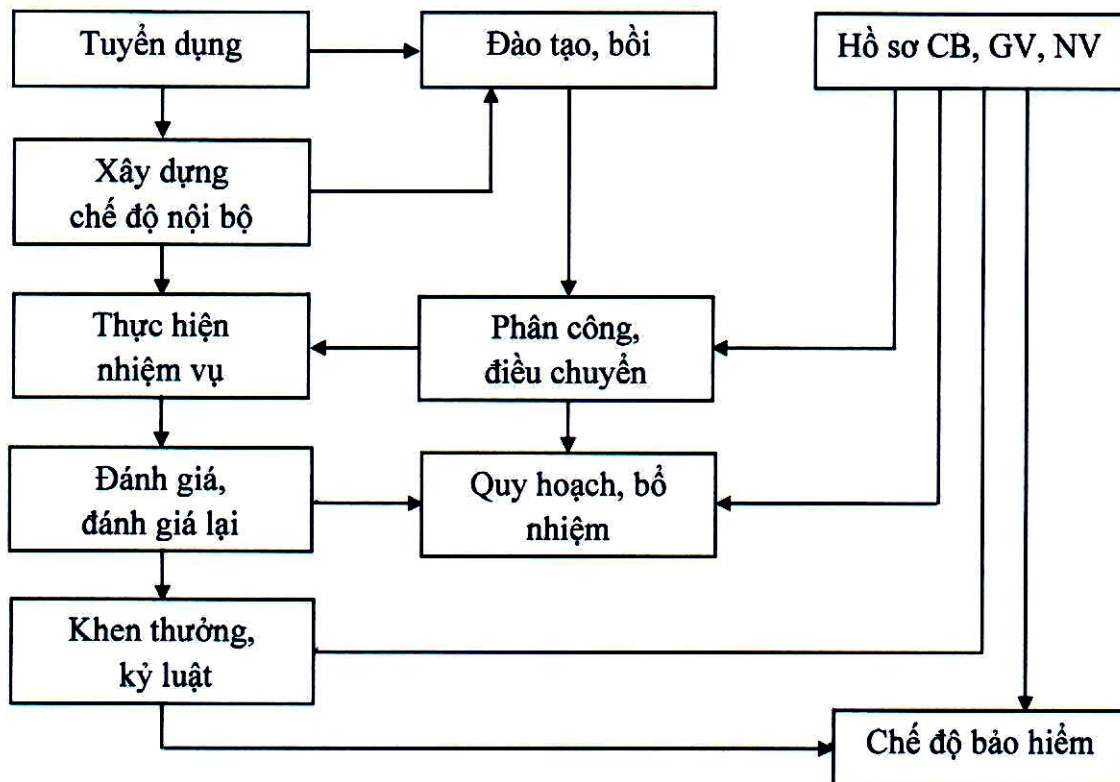 Tuyển dụng
Đào tạo, bồi
Hồ sơ CB, GV, NV
Xây dựng
chế độ nội bộ
Thực hiện
nhiệm vụ
Phân công,
điều chuyển
Đánh giá,
đánh giá lại
Quy hoạch, bổ
nhiệm
Khen thưởng,
kỷ luật
Chế độ bảo hiểm